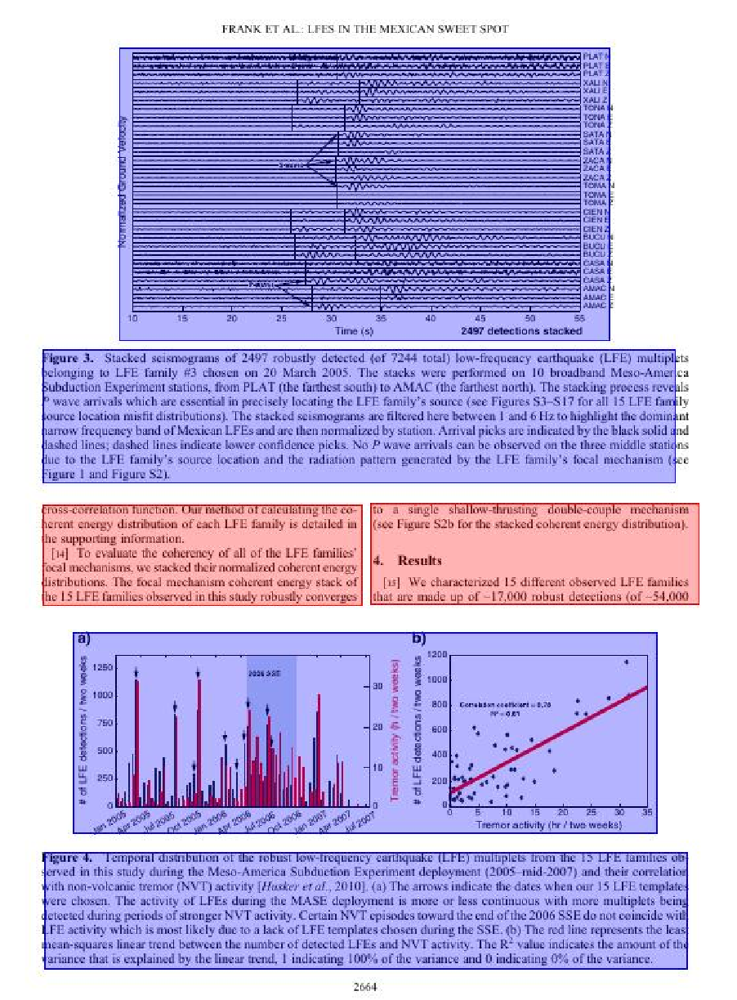 FRANK ET AL.: LFES IN THE MEXICAN SWEET SPOT
PLAT N
PLAT E
PLAT Z
XALI N
XALI E
XALI Z
TONA N
TONA E
TONA Z
SATA N
SATA E
SATA Z
ZACA N
ZACA E
ZACA Z
TOMA N
TOMA E
TOMA Z
CIEN N
CIEN E
CIEN Z
BUCU N
BUCU E
BUCU Z
CASA N
CASA E
CASA Z
AMAC N
AMAC E
AMAC Z
Normalized Ground Velocity
10 15 20 25 30 35 40 45 50 55
Time (s)
2497 detections stacked
Figure 3. Stacked seismograms of 2497 robustly detected (of 7244 total) low-frequency earthquake (LFE) multiplets
belonging to LFE family #3 chosen on 20 March 2005. The stacks were performed on 10 broadband Meso-America
Subduction Experiment stations, from PLAT (the farthest south) to AMAC (the farthest north). The stacking process reveals
P wave arrivals which are essential in precisely locating the LFE family's source (see Figures S3–S17 for all 15 LFE family
source location misfit distributions). The stacked seismograms are filtered here between 1 and 6 Hz to highlight the dominant
narrow frequency band of Mexican LFEs and are then normalized by station. Arrival picks are indicated by the black solid and
dashed lines; dashed lines indicate lower confidence picks. No P wave arrivals can be observed on the three middle stations
due to the LFE family's source location and the radiation pattern generated by the LFE family's focal mechanism (see
Figure 1 and Figure S2).
cross-correlation function. Our method of calculating the co-
herent energy distribution of each LFE family is detailed in
the supporting information.
[14] To evaluate the coherency of all of the LFE families'
focal mechanisms, we stacked their normalized coherent energy
distributions. The focal mechanism coherent energy stack of
the 15 LFE families observed in this study robustly converges
to a single shallow-thrusting double-couple mechanism
(see Figure S2b for the stacked coherent energy distribution).
4. Results
[15] We characterized 15 different observed LFE families
that are made up of ~17,000 robust detections (of ~54,000
a)
# of LFE detections / two weeks
1250
1000
750
500
250
0
2006 SSE
30
20
10
0
Tremor activity (h / two weeks)
Jan 2005 Apr 2005 Jul 2005 Oct 2005 Jan 2006 Apr 2006 Jul 2006 Oct 2006 Jan 2007 Apr 2007 Jul 2007
b)
# of LFE detections / two weeks
1200
1000
800
600
400
200
0
Correlation coefficient = 0.78
R² = 0.61
0 5 10 15 20 25 30 35
Tremor activity (hr / two weeks)
Figure 4. Temporal distribution of the robust low-frequency earthquake (LFE) multiplets from the 15 LFE families ob-
served in this study during the Meso-America Subduction Experiment deployment (2005–mid-2007) and their correlation
with non-volcanic tremor (NVT) activity [Husker et al., 2010]. (a) The arrows indicate the dates when our 15 LFE templates
were chosen. The activity of LFEs during the MASE deployment is more or less continuous with more multiplets being
detected during periods of stronger NVT activity. Certain NVT episodes toward the end of the 2006 SSE do not coincide with
LFE activity which is most likely due to a lack of LFE templates chosen during the SSE. (b) The red line represents the least
mean-squares linear trend between the number of detected LFEs and NVT activity. The R² value indicates the amount of the
variance that is explained by the linear trend, 1 indicating 100% of the variance and 0 indicating 0% of the variance.
2664